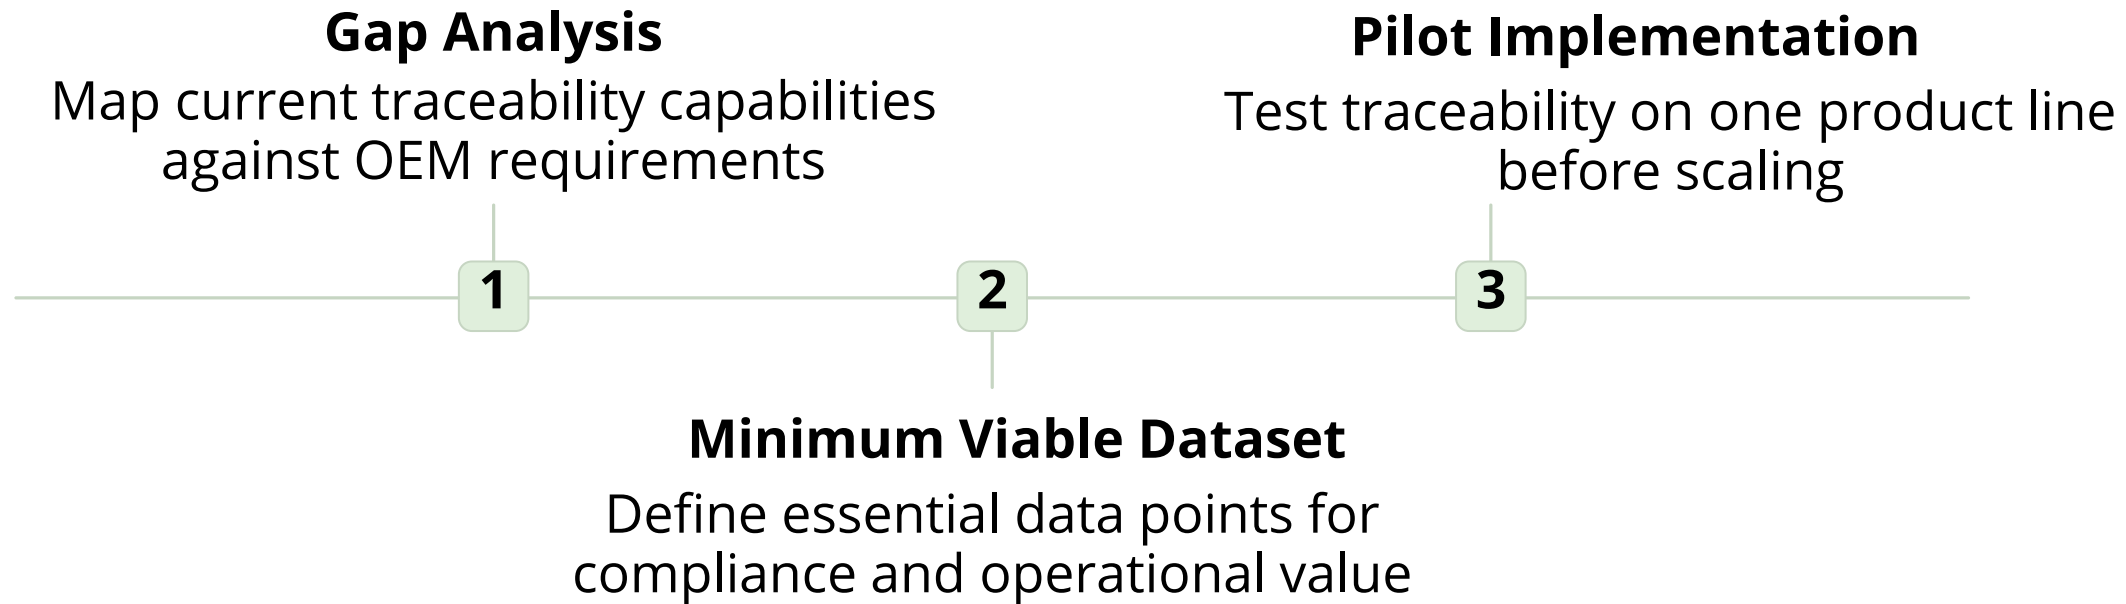 Gap Analysis
Map current traceability capabilities
against OEM requirements
1
2
Minimum Viable Dataset
Define essential data points for
compliance and operational value
Pilot Implementation
Test traceability on one product line
before scaling
3